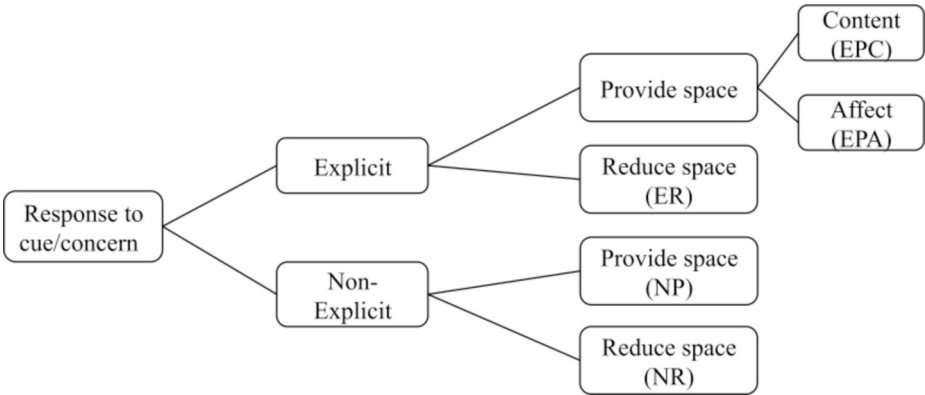 Response to
cue/concern
Explicit
Non-
Explicit
Provide space
Reduce space
(ER)
Provide space
(NP)
Reduce space
(NR)
Content
(EPC)
Affect
(EPA)